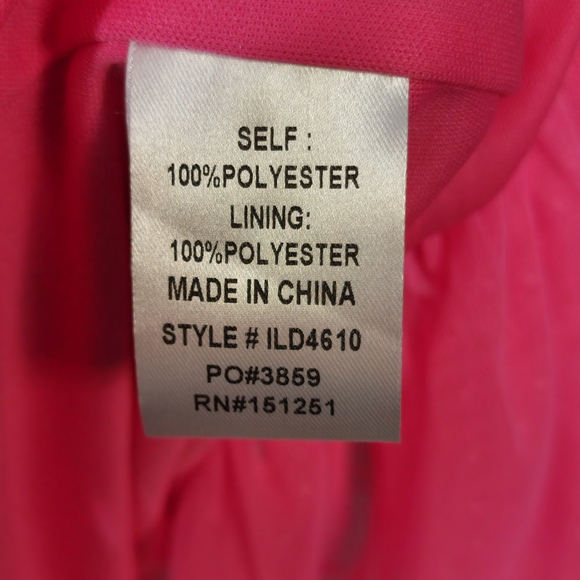 SELF :
100%POLYESTER
LINING:
100%POLYESTER
MADE IN CHINA
STYLE # ILD4610
PO#3859
RN#151251